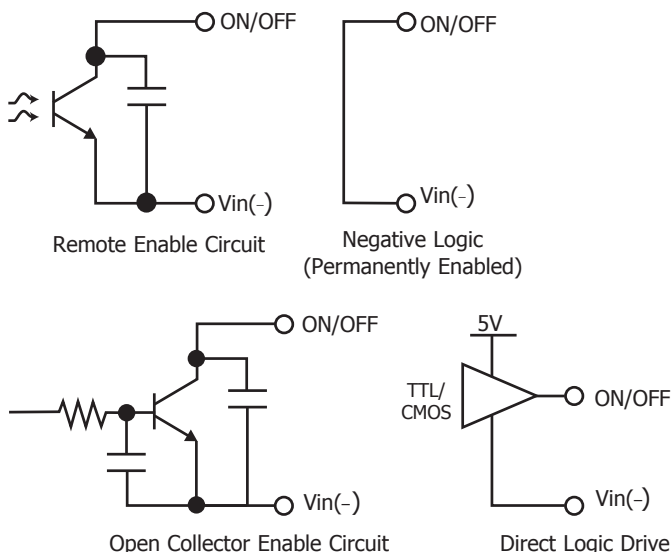 ON/OFF
Vin(–)
Remote Enable Circuit
ON/OFF
Vin(–)
Negative Logic
(Permanently Enabled)
ON/OFF
Vin(–)
Open Collector Enable Circuit
5V
TTL/
CMOS
ON/OFF
Vin(–)
Direct Logic Drive